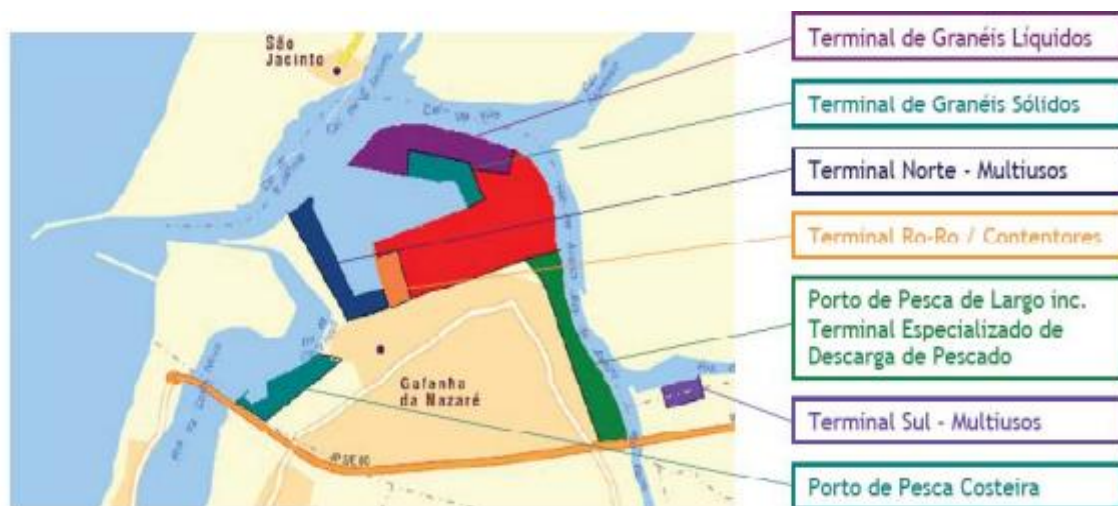 São
Jacinto
Gafanha
da Nazaré
Terminal de Granéis Líquidos
Terminal de Granéis Sólidos
Terminal Norte - Multiusos
Terminal Ro-Ro / Contentores
Porto de Pesca de Largo inc.
Terminal Especializado de
Descarga de Pescado
Terminal Sul - Multiusos
Porto de Pesca Costeira